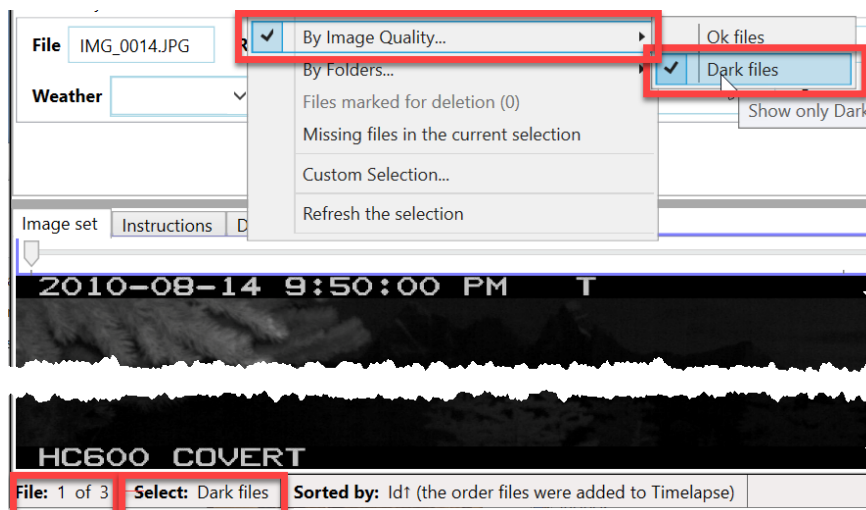 File IMG_0014.JPG R
By Image Quality...
Ok files
By Folders...
Dark files
Weather
Files marked for deletion (0)
Show only Dark
Missing files in the current selection
Custom Selection...
Refresh the selection
Image set Instructions D
2010-08-14 9:50:00 PM T
HC600 COVERT
File: 1 of 3 Select: Dark files Sorted by: Id↑ (the order files were added to Timelapse)